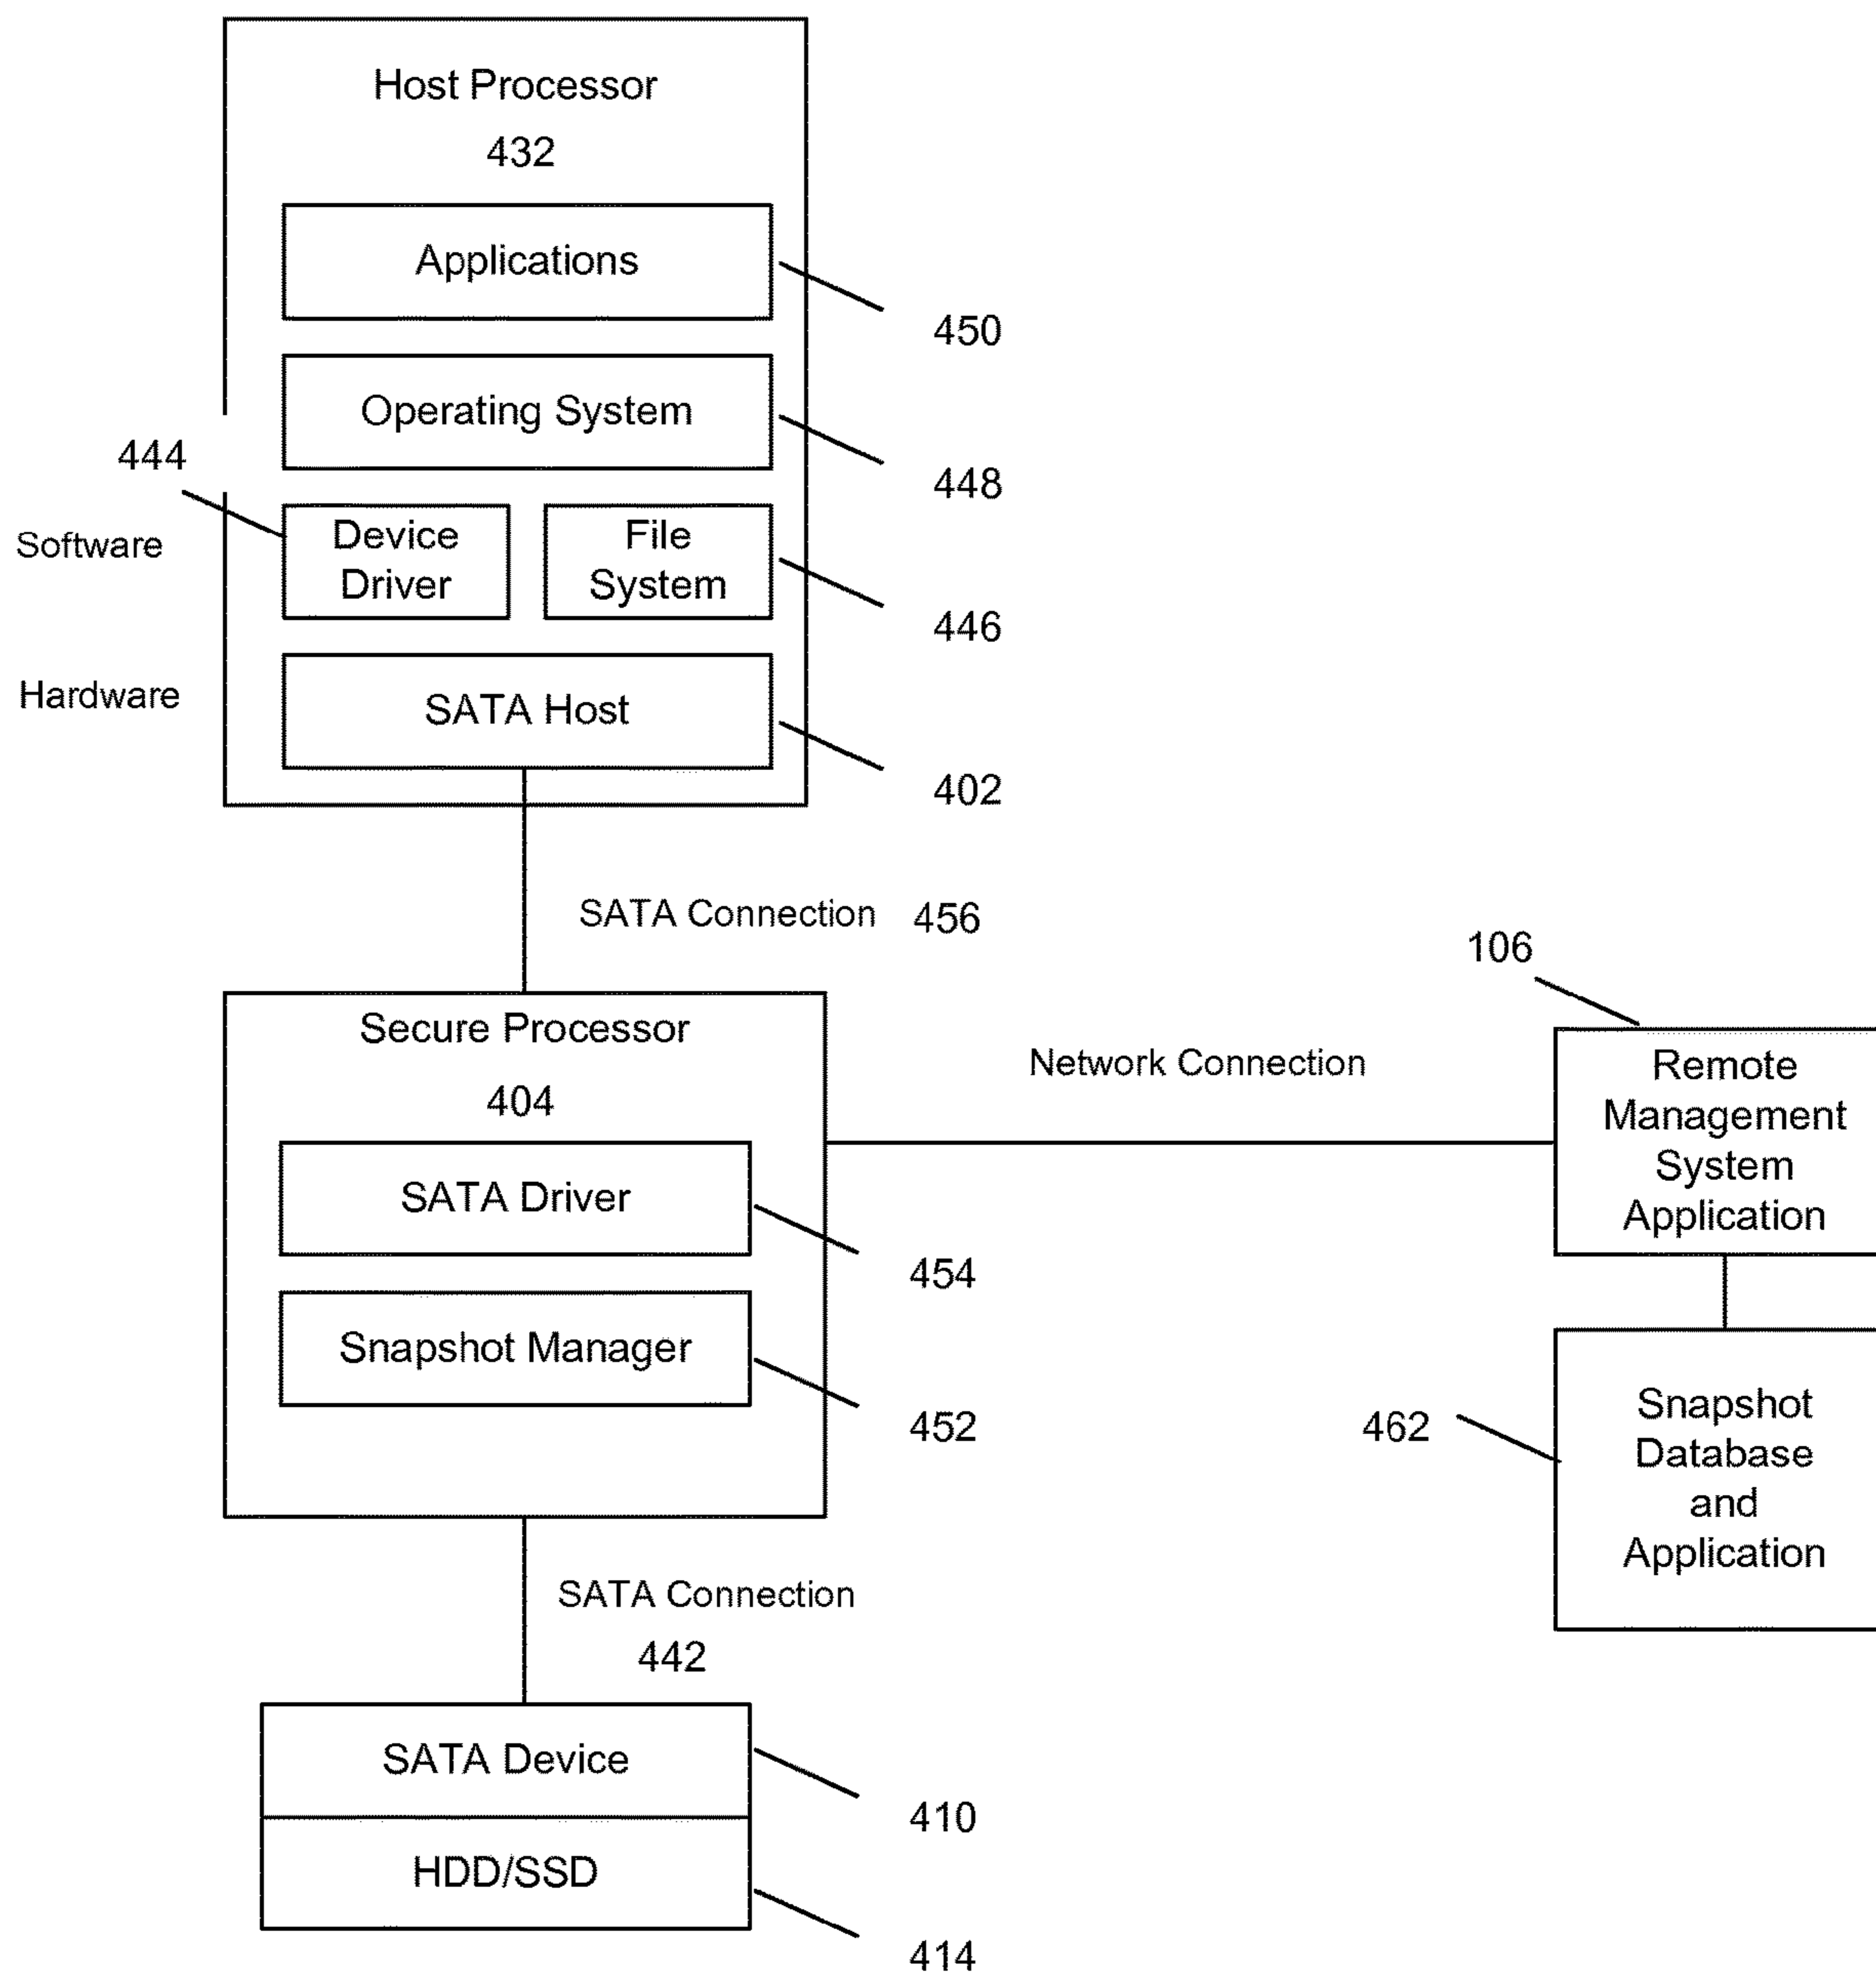 Host Processor
432
Applications
450
Operating System
448
444
Software
Device
Driver
File
System
446
Hardware
SATA Host
402
SATA Connection 456
Secure Processor
404
SATA Driver
454
Snapshot Manager
452
Network Connection
106
Remote
Management
System
Application
462
Snapshot
Database
and
Application
SATA Connection
442
SATA Device
410
HDD/SSD
414